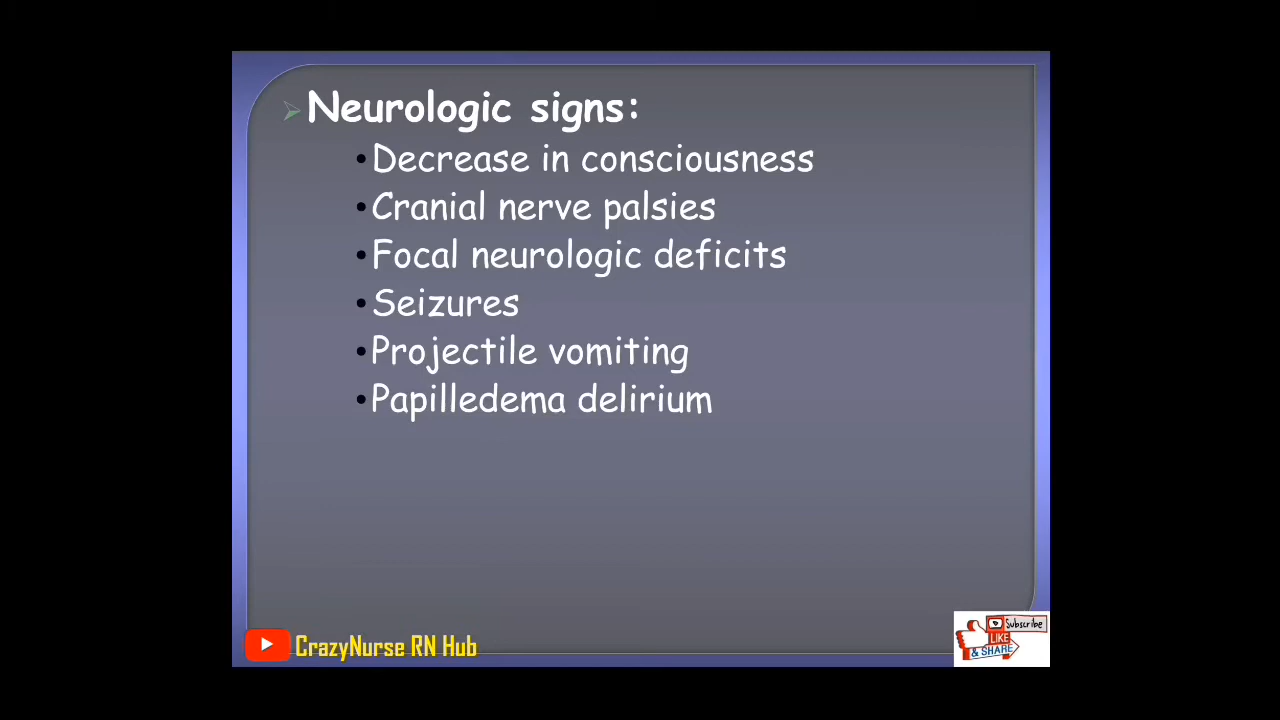 Neurologic signs:
•Decrease in consciousness
•Cranial nerve palsies
•Focal neurologic deficits
•Seizures
•Projectile vomiting
•Papilledema delirium
CrazyNurse RN Hub
Subscribe
LIKE
& SHARE